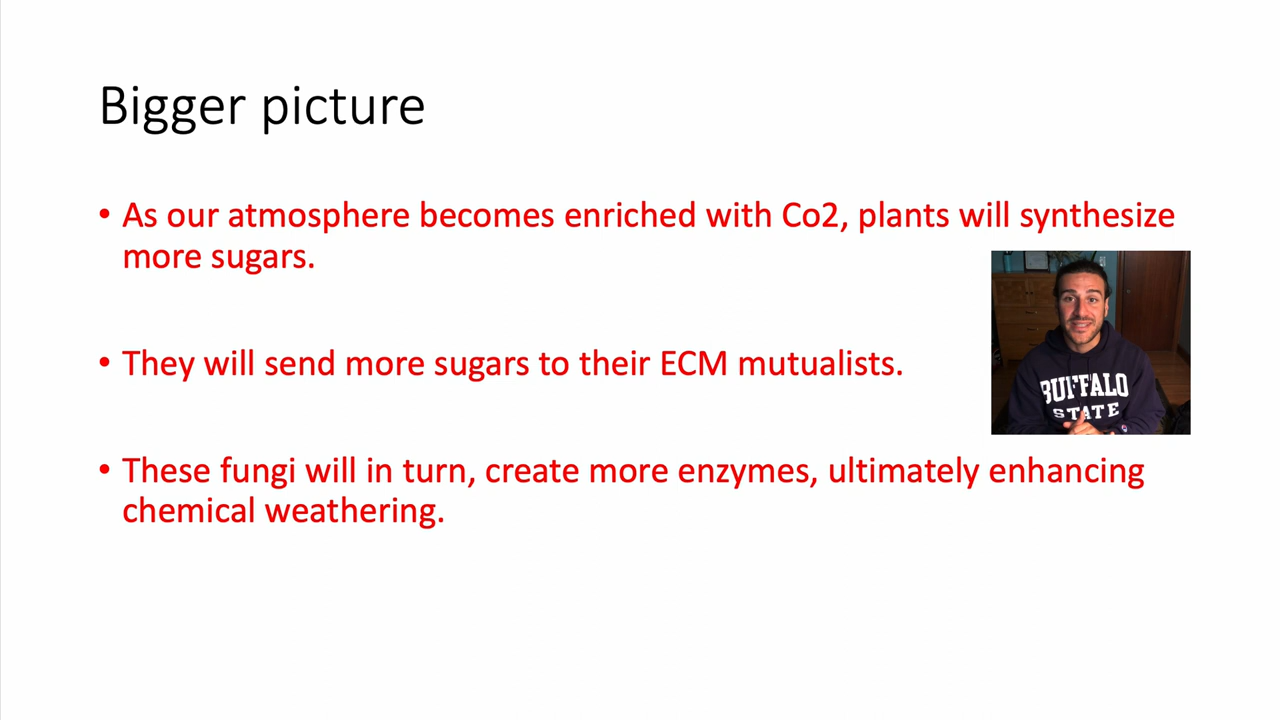 Bigger picture
• As our atmosphere becomes enriched with Co2, plants will synthesize
more sugars.
• They will send more sugars to their ECM mutualists.
• These fungi will in turn, create more enzymes, ultimately enhancing
chemical weathering.
BUFFALO
STATE